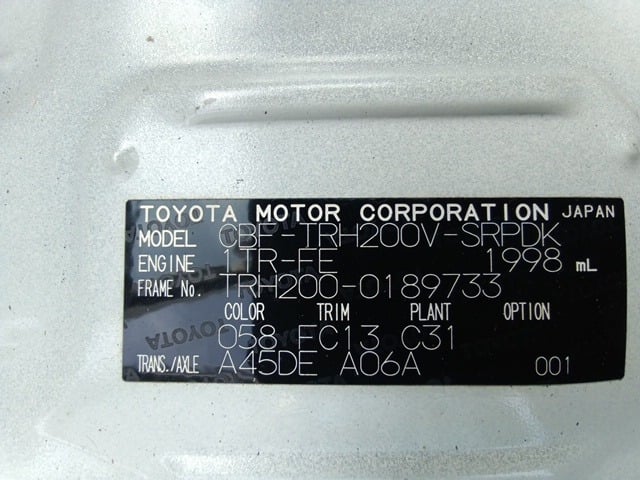 TOYOTA MOTOR CORPORATION JAPAN
MODEL CBF-TRH200V-SRPDK
ENGINE 1TR-FE 1998 mL
FRAME No. TRH200-0189733
COLOR TRIM PLANT OPTION
058 FC13 C31
TRANS./AXLE A45DE A06A 001